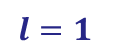 l = 1